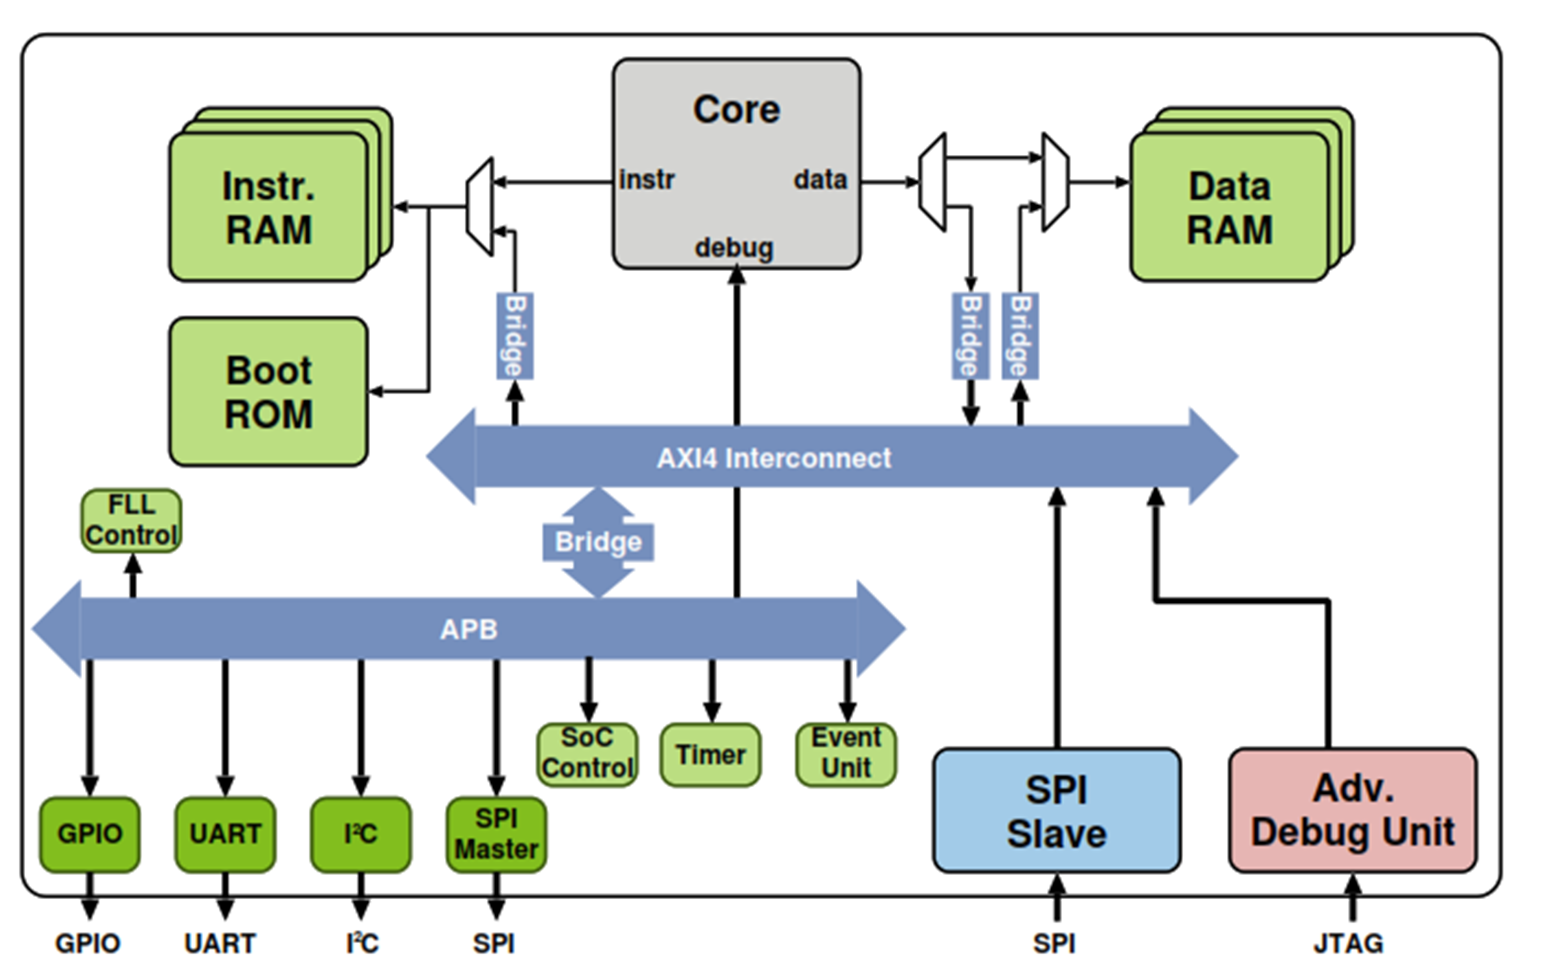 Core
instr
data
debug
Instr.
RAM
Data
RAM
Boot
ROM
Bridge
Bridge
Bridge
AXI4 Interconnect
FLL
Control
Bridge
APB
SoC
Control
Timer
Event
Unit
GPIO
UART
I²C
SPI
Master
SPI
Slave
Adv.
Debug Unit
GPIO
UART
I²C
SPI
SPI
JTAG